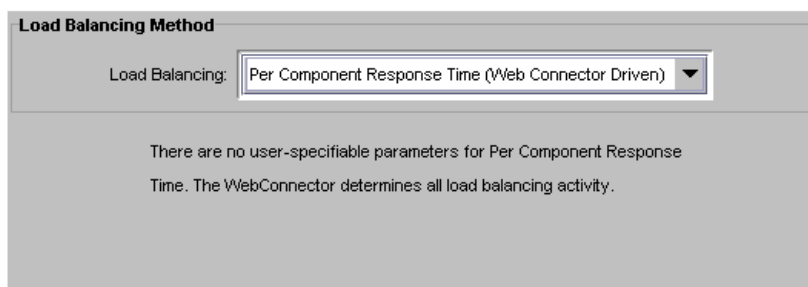 Load Balancing Method
Load Balancing: Per Component Response Time (Web Connector Driven)
There are no user-specifiable parameters for Per Component Response
Time. The WebConnector determines all load balancing activity.